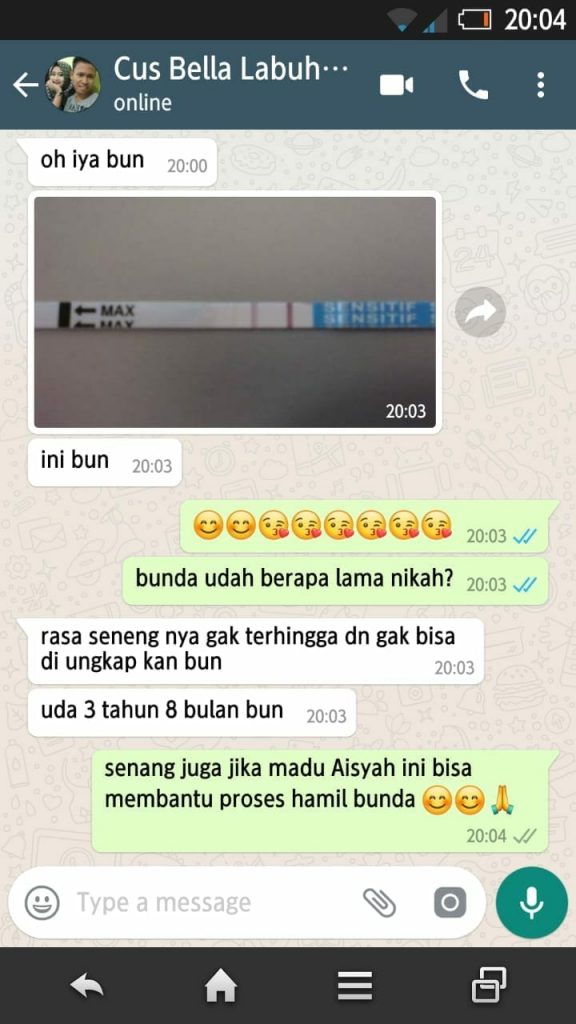 20:04
Cus Bella Labuh···
online
oh iya bun 20:00
MAX
MAX
SENSITIF
SENSITIF
20:03
ini bun 20:03
😊😊😘😘😘😘😘😘 20:03
bunda udah berapa lama nikah? 20:03
rasa seneng nya gak terhingga dn gak bisa
di ungkap kan bun 20:03
uda 3 tahun 8 bulan bun 20:03
senang juga jika madu Aisyah ini bisa
membantu proses hamil bunda 😊😊🙏
20:04
Type a message